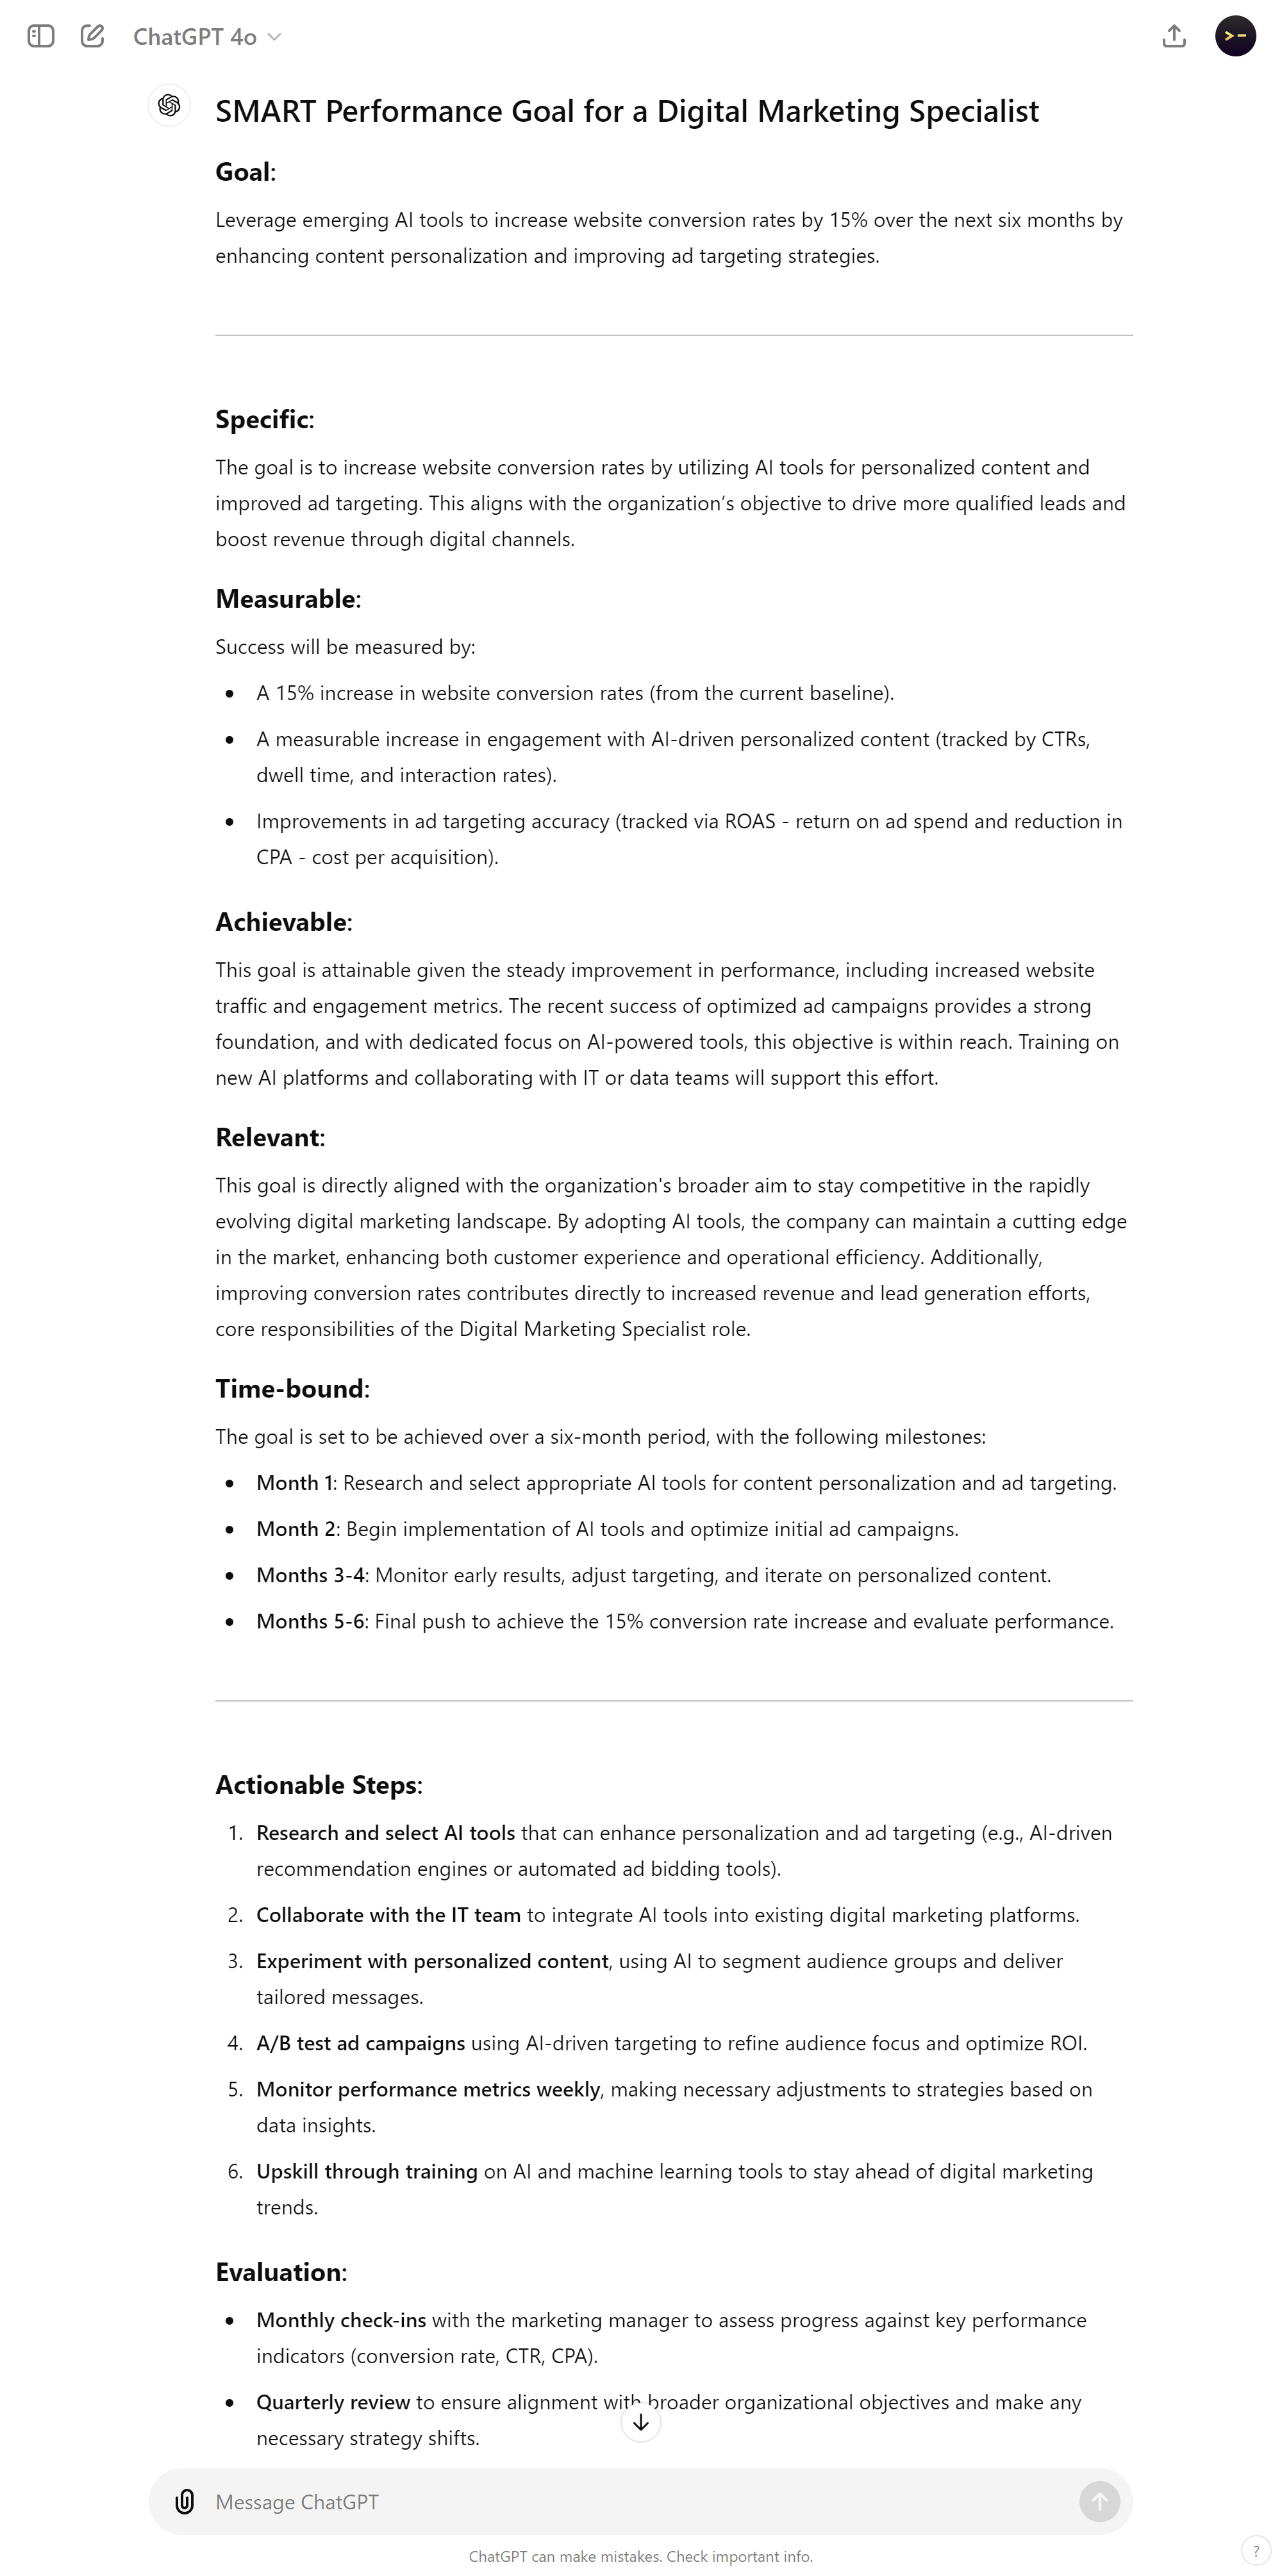 ChatGPT 4o
SMART Performance Goal for a Digital Marketing Specialist
Goal:
Leverage emerging AI tools to increase website conversion rates by 15% over the next six months by
enhancing content personalization and improving ad targeting strategies.
Specific:
The goal is to increase website conversion rates by utilizing AI tools for personalized content and
improved ad targeting. This aligns with the organization’s objective to drive more qualified leads and
boost revenue through digital channels.
Measurable:
Success will be measured by:
• A 15% increase in website conversion rates (from the current baseline).
• A measurable increase in engagement with AI-driven personalized content (tracked by CTRs,
dwell time, and interaction rates).
• Improvements in ad targeting accuracy (tracked via ROAS - return on ad spend and reduction in
CPA - cost per acquisition).
Achievable:
This goal is attainable given the steady improvement in performance, including increased website
traffic and engagement metrics. The recent success of optimized ad campaigns provides a strong
foundation, and with dedicated focus on AI-powered tools, this objective is within reach. Training on
new AI platforms and collaborating with IT or data teams will support this effort.
Relevant:
This goal is directly aligned with the organization's broader aim to stay competitive in the rapidly
evolving digital marketing landscape. By adopting AI tools, the company can maintain a cutting edge
in the market, enhancing both customer experience and operational efficiency. Additionally,
improving conversion rates contributes directly to increased revenue and lead generation efforts,
core responsibilities of the Digital Marketing Specialist role.
Time-bound:
The goal is set to be achieved over a six-month period, with the following milestones:
• Month 1: Research and select appropriate AI tools for content personalization and ad targeting.
• Month 2: Begin implementation of AI tools and optimize initial ad campaigns.
• Months 3-4: Monitor early results, adjust targeting, and iterate on personalized content.
• Months 5-6: Final push to achieve the 15% conversion rate increase and evaluate performance.
Actionable Steps:
1. Research and select AI tools that can enhance personalization and ad targeting (e.g., AI-driven
recommendation engines or automated ad bidding tools).
2. Collaborate with the IT team to integrate AI tools into existing digital marketing platforms.
3. Experiment with personalized content, using AI to segment audience groups and deliver
tailored messages.
4. A/B test ad campaigns using AI-driven targeting to refine audience focus and optimize ROI.
5. Monitor performance metrics weekly, making necessary adjustments to strategies based on
data insights.
6. Upskill through training on AI and machine learning tools to stay ahead of digital marketing
trends.
Evaluation:
• Monthly check-ins with the marketing manager to assess progress against key performance
indicators (conversion rate, CTR, CPA).
• Quarterly review to ensure alignment with broader organizational objectives and make any
necessary strategy shifts.
Message ChatGPT
ChatGPT can make mistakes. Check important info.
?